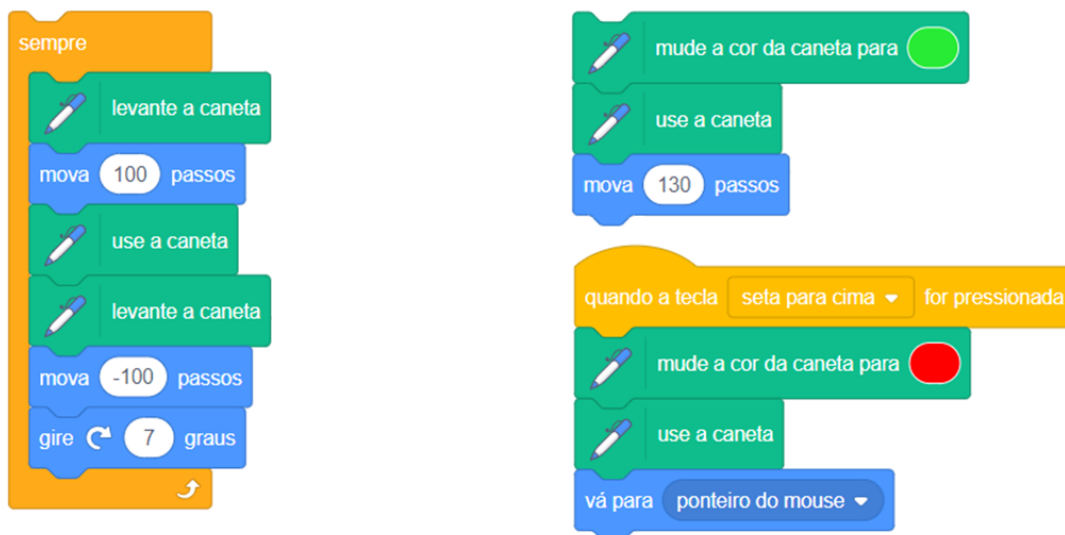 sempre
levante a caneta
mova 100 passos
use a caneta
levante a caneta
mova -100 passos
gire 7 graus
mude a cor da caneta para
use a caneta
mova 130 passos
quando a tecla seta para cima for pressionada
mude a cor da caneta para
use a caneta
vá para ponteiro do mouse